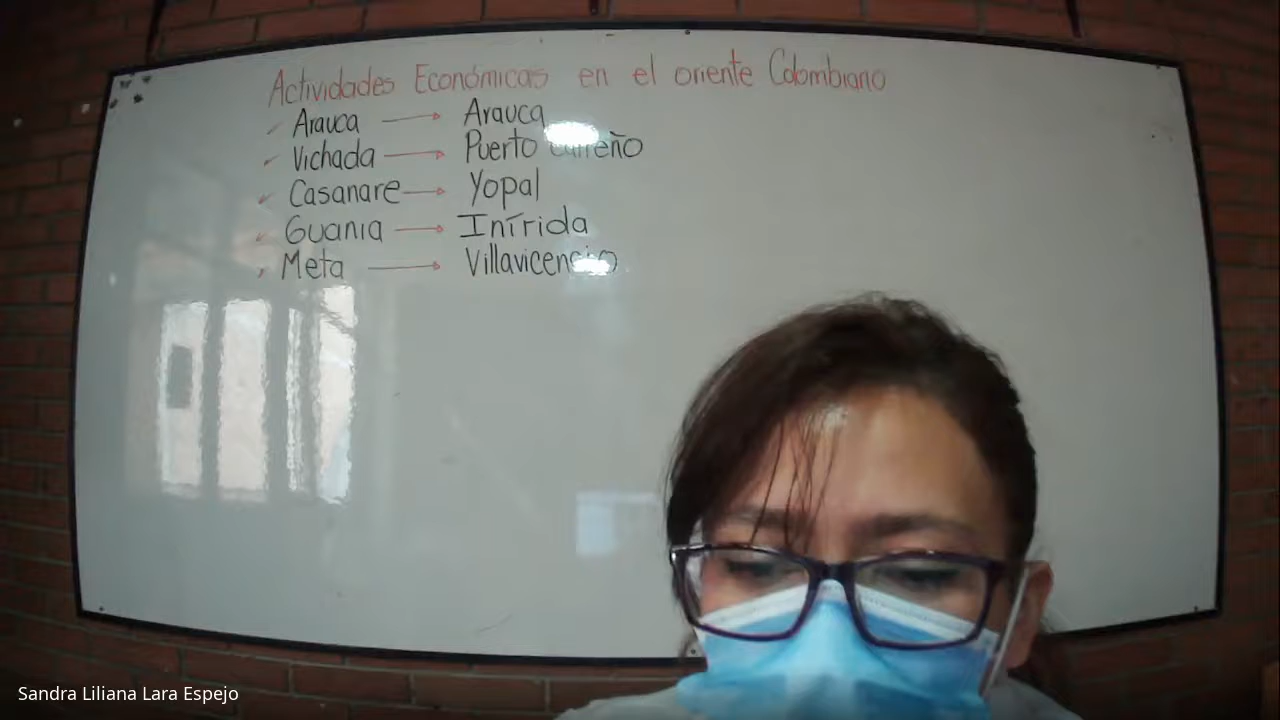 Actividades Económicas en el oriente Colombiano
Arauca → Arauca
Vichada → Puerto Carreño
Casanare → Yopal
Guania → Inírida
Meta → Villavicencio
Sandra Liliana Lara Espejo